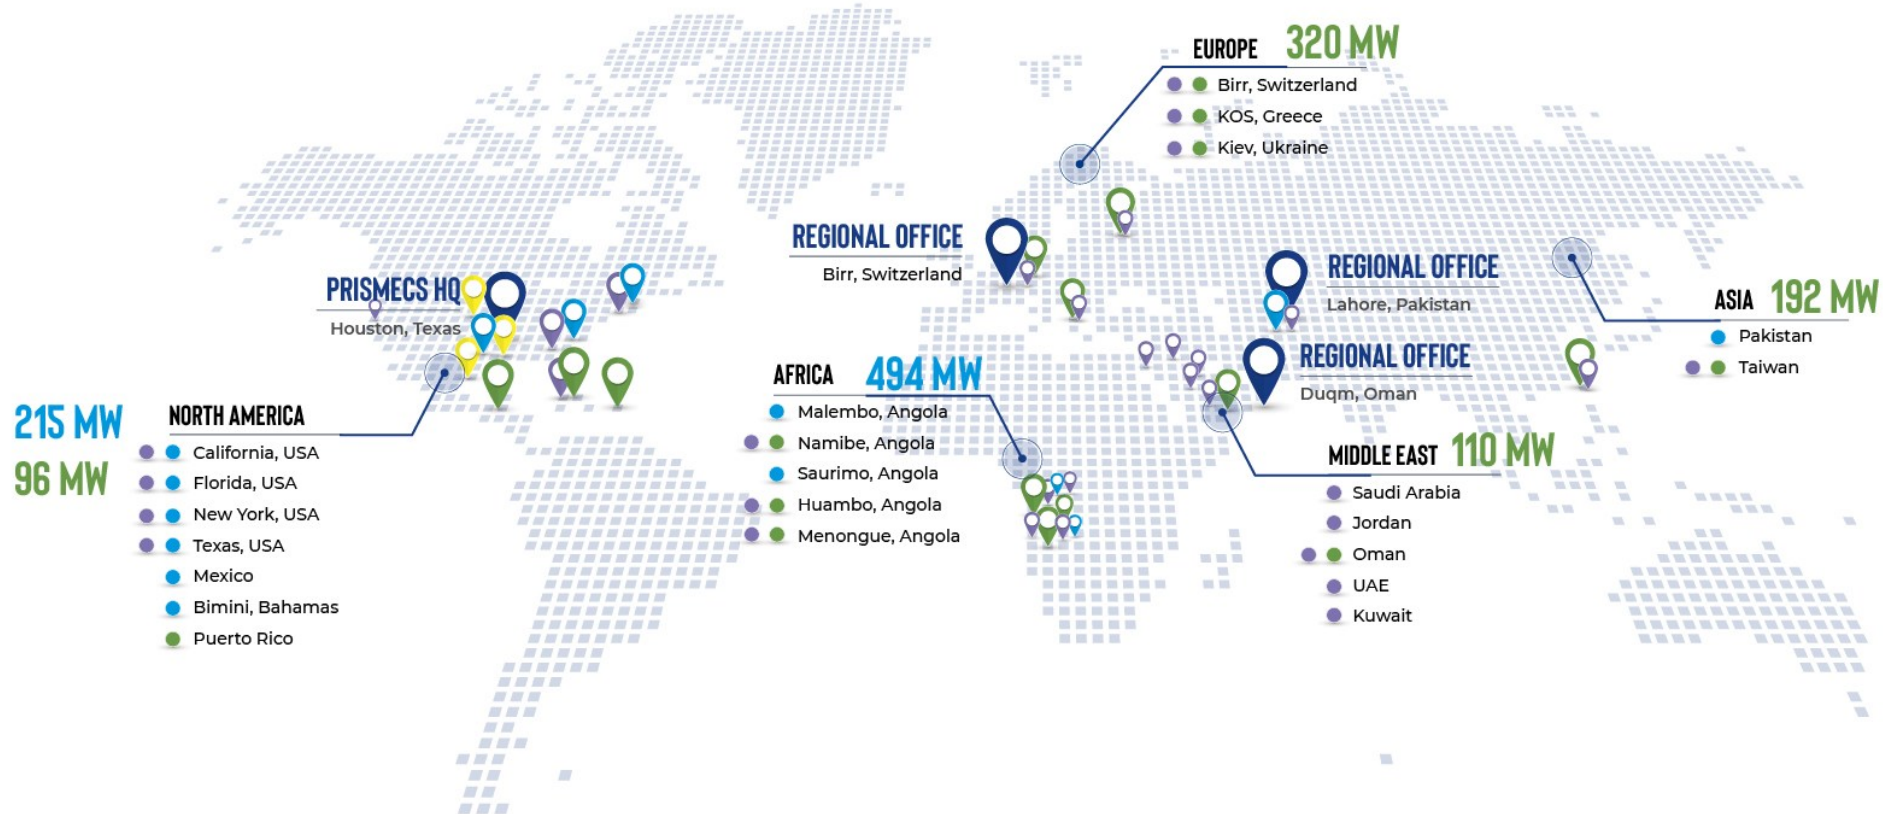 EUROPE 320 MW
Birr, Switzerland
KOS, Greece
Kiev, Ukraine
REGIONAL OFFICE
Birr, Switzerland
PRISMECS HQ
Houston, Texas
REGIONAL OFFICE
Lahore, Pakistan
ASIA 192 MW
Pakistan
Taiwan
REGIONAL OFFICE
Duqm, Oman
AFRICA 494 MW
Malembo, Angola
Namibe, Angola
Saurimo, Angola
Huambo, Angola
Menongue, Angola
215 MW
96 MW
NORTH AMERICA
California, USA
Florida, USA
New York, USA
Texas, USA
Mexico
Bimini, Bahamas
Puerto Rico
MIDDLE EAST 110 MW
Saudi Arabia
Jordan
Oman
UAE
Kuwait